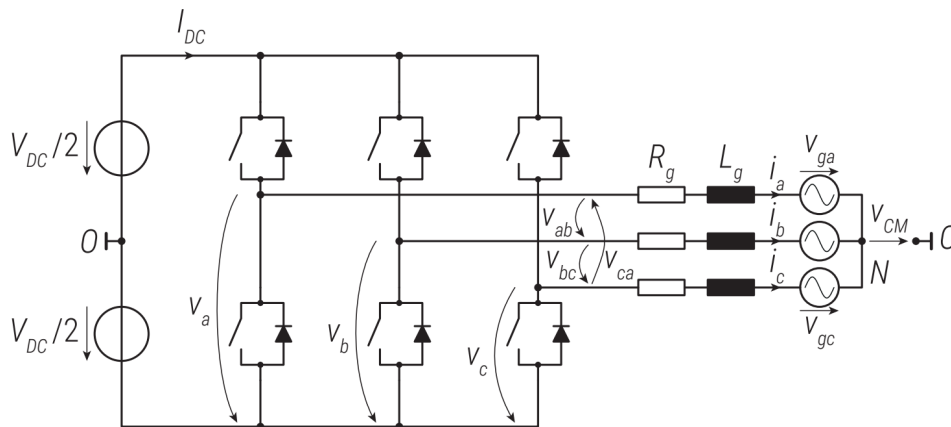 I_DC
V_DC/2
O
V_DC/2
v_a
v_b
v_c
v_ab
v_bc
v_ca
R_g
L_g
i_a
i_b
i_c
v_ga
v_gc
v_CM
N
O